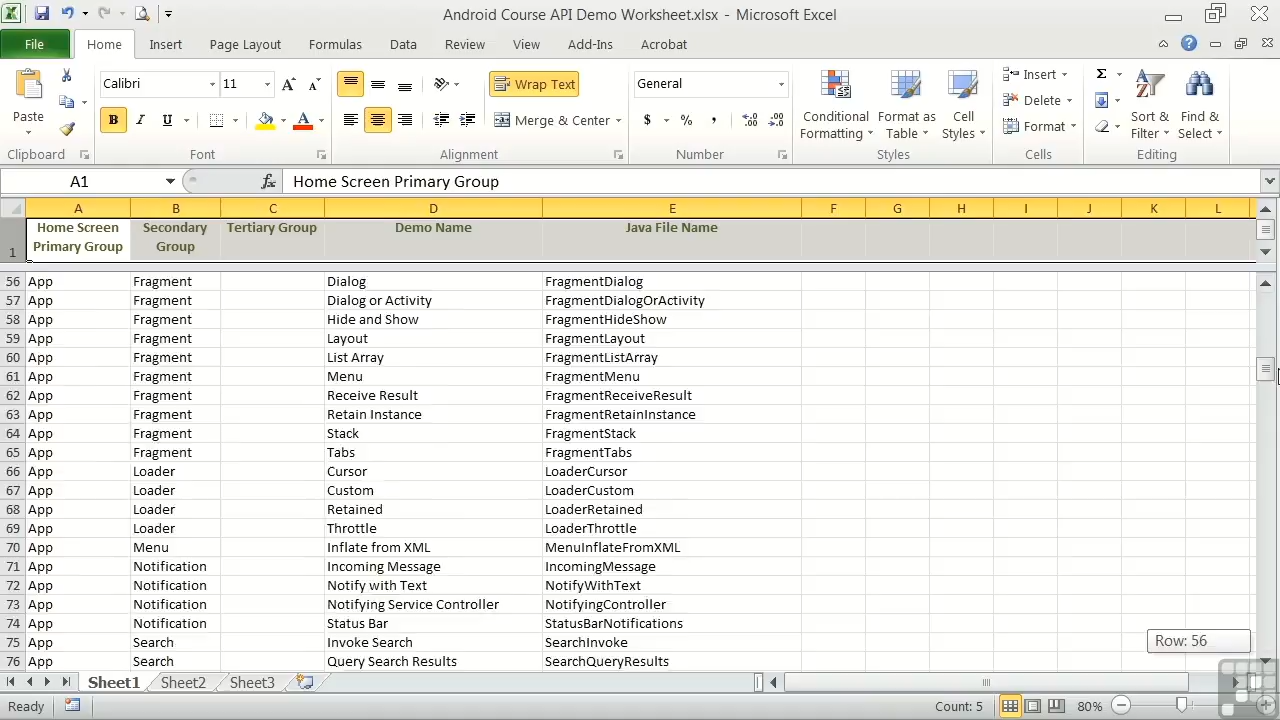 Android Course API Demo Worksheet.xlsx - Microsoft Excel
File Home Insert Page Layout Formulas Data Review View Add-Ins Acrobat
Paste
Clipboard
Calibri 11
B I U
Font
Wrap Text
Merge & Center
Alignment
General
$ % ,
Number
Conditional Formatting
Format as Table
Cell Styles
Styles
Insert
Delete
Format
Cells
Sort & Filter
Find & Select
Editing
A1 fx Home Screen Primary Group
A B C D E F G H I J K L
1 Home Screen Primary Group Secondary Group Tertiary Group Demo Name Java File Name
56 App Fragment Dialog FragmentDialog
57 App Fragment Dialog or Activity FragmentDialogOrActivity
58 App Fragment Hide and Show FragmentHideShow
59 App Fragment Layout FragmentLayout
60 App Fragment List Array FragmentListArray
61 App Fragment Menu FragmentMenu
62 App Fragment Receive Result FragmentReceiveResult
63 App Fragment Retain Instance FragmentRetainInstance
64 App Fragment Stack FragmentStack
65 App Fragment Tabs FragmentTabs
66 App Loader Cursor LoaderCursor
67 App Loader Custom LoaderCustom
68 App Loader Retained LoaderRetained
69 App Loader Throttle LoaderThrottle
70 App Menu Inflate from XML MenuInflateFromXML
71 App Notification Incoming Message IncomingMessage
72 App Notification Notify with Text NotifyWithText
73 App Notification Notifying Service Controller NotifyingController
74 App Notification Status Bar StatusBarNotifications
75 App Search Invoke Search SearchInvoke
76 App Search Query Search Results SearchQueryResults
Row: 56
Sheet1 Sheet2 Sheet3
Ready Count: 5 80%